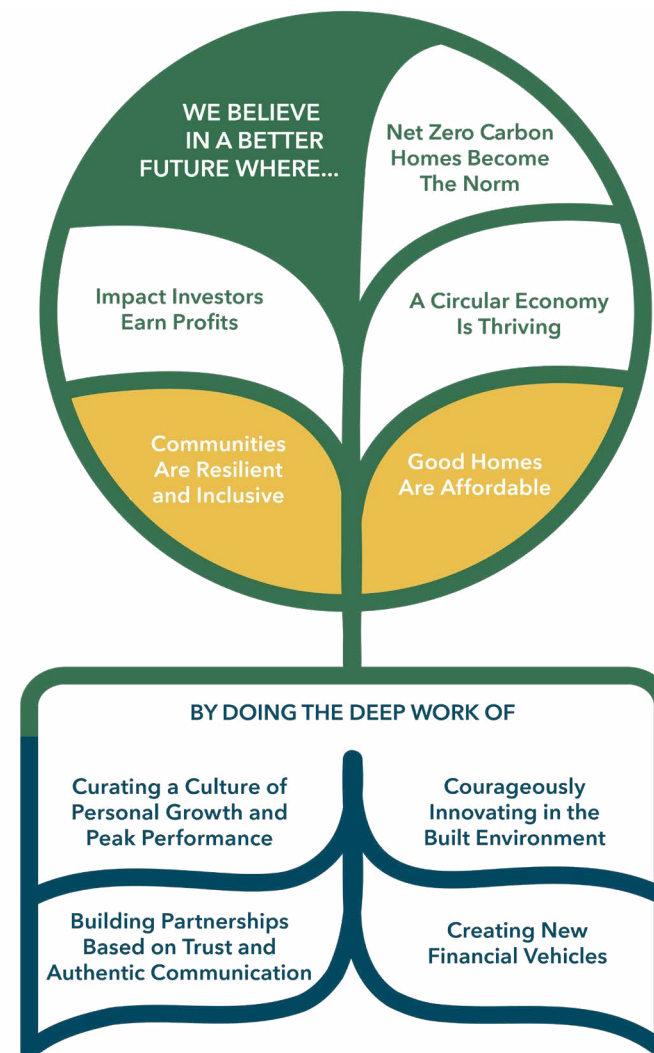 WE BELIEVE
IN A BETTER
FUTURE WHERE...
Net Zero Carbon
Homes Become
The Norm
Impact Investors
Earn Profits
A Circular Economy
Is Thriving
Communities
Are Resilient
and Inclusive
Good Homes
Are Affordable
BY DOING THE DEEP WORK OF
Curating a Culture of
Personal Growth and
Peak Performance
Courageously
Innovating in the
Built Environment
Building Partnerships
Based on Trust and
Authentic Communication
Creating New
Financial Vehicles